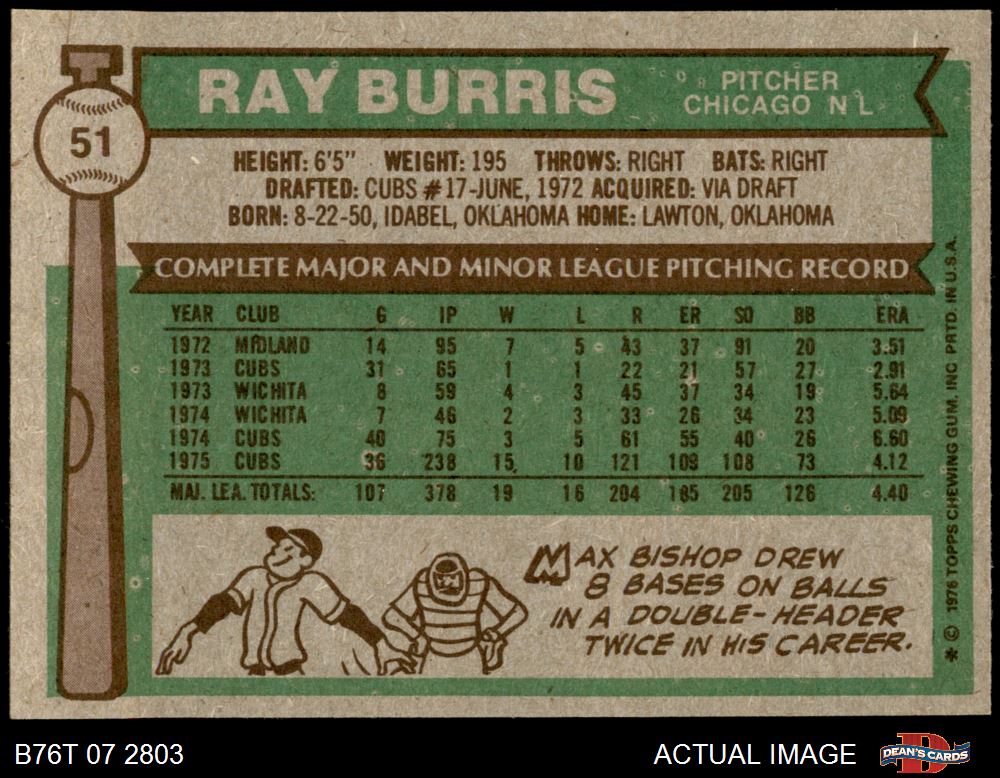 RAY BURRIS
PITCHER
CHICAGO N L
51
HEIGHT: 6'5" WEIGHT: 195 THROWS: RIGHT BATS: RIGHT
DRAFTED: CUBS #17-JUNE, 1972 ACQUIRED: VIA DRAFT
BORN: 8-22-50, IDABEL, OKLAHOMA HOME: LAWTON, OKLAHOMA
COMPLETE MAJOR AND MINOR LEAGUE PITCHING RECORD
YEAR CLUB G IP W L R ER SO BB ERA
1972 MIDLAND 14 95 7 5 43 37 91 20 3.51
1973 CUBS 31 65 1 1 22 21 57 27 2.91
1973 WICHITA 8 59 4 3 45 37 34 19 5.64
1974 WICHITA 7 46 2 3 33 26 34 23 5.09
1974 CUBS 40 75 3 5 61 55 40 26 6.60
1975 CUBS 36 238 15 10 121 109 108 73 4.12
MAJ. LEA. TOTALS: 107 378 19 16 204 185 205 126 4.40
MAX BISHOP DREW
8 BASES ON BALLS
IN A DOUBLE-HEADER
TWICE IN HIS CAREER.
* © 1976 TOPPS CHEWING GUM, INC PRTD. IN U.S.A.
B76T 07 2803
ACTUAL IMAGE
D
DEAN'S CARDS